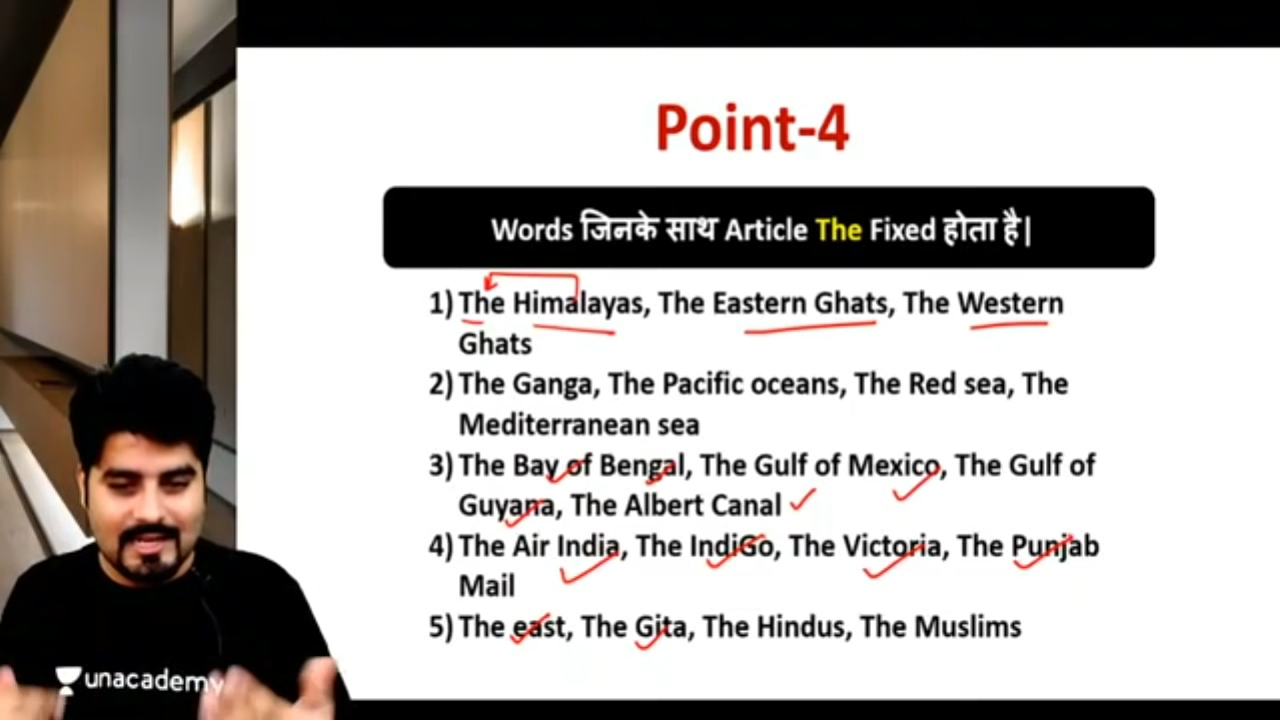 Point-4
Words जिनके साथ Article The Fixed होता है|
1) The Himalayas, The Eastern Ghats, The Western
Ghats
2) The Ganga, The Pacific oceans, The Red sea, The
Mediterranean sea
3) The Bay of Bengal, The Gulf of Mexico, The Gulf of
Guyana, The Albert Canal
4) The Air India, The IndiGo, The Victoria, The Punjab
Mail
5) The east, The Gita, The Hindus, The Muslims
unacademy